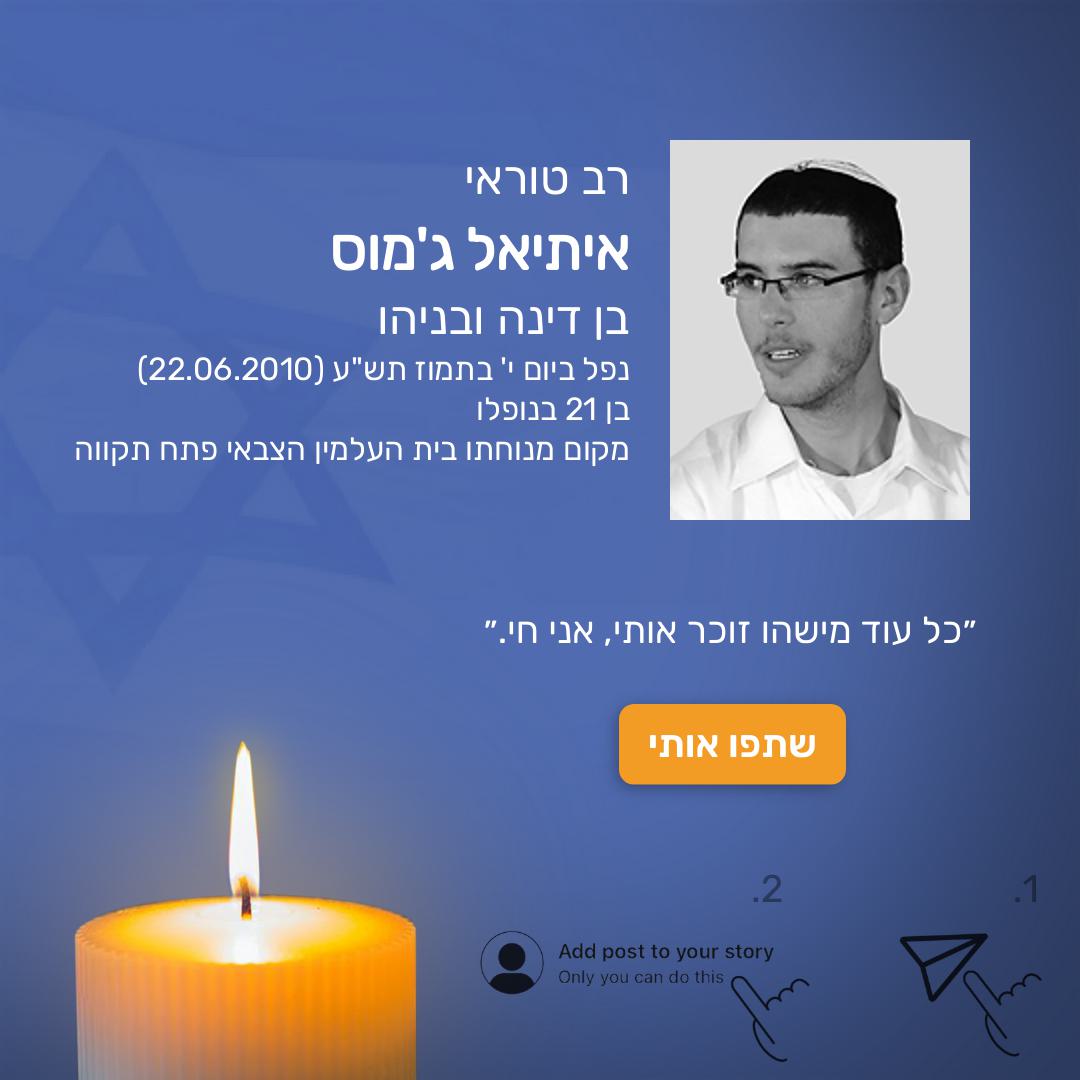 רב טוראי
איתיאל ג'מוס
בן דינה ובניהו
נפל ביום י' בתמוז תש"ע (22.06.2010)
בן 21 בנופלו
מקום מנוחתו בית העלמין הצבאי פתח תקווה
״כל עוד מישהו זוכר אותי, אני חי.״
שתפו אותי
1.
2.
Add post to your story
Only you can do this